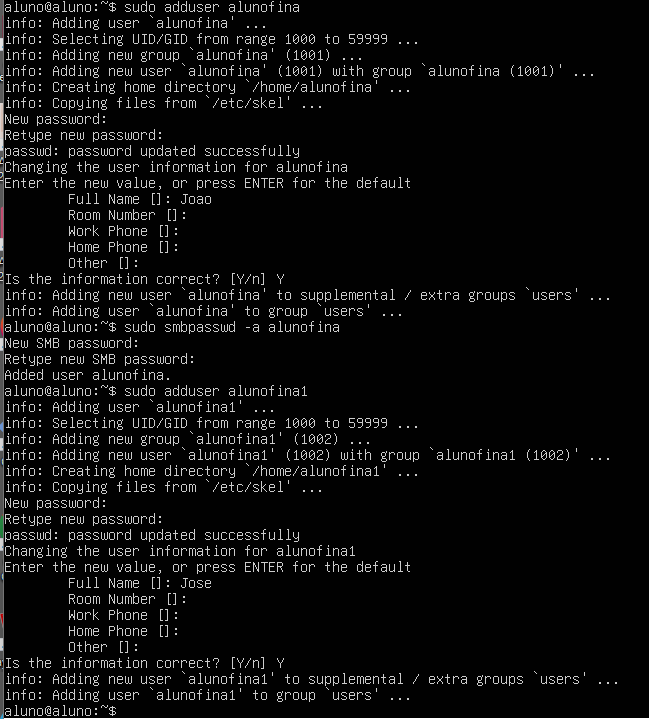 aluno@aluno:~$ sudo adduser alunofina
info: Adding user `alunofina' ...
info: Selecting UID/GID from range 1000 to 59999 ...
info: Adding new group `alunofina' (1001) ...
info: Adding new user `alunofina' (1001) with group `alunofina (1001)' ...
info: Creating home directory `/home/alunofina' ...
info: Copying files from `/etc/skel' ...
New password:
Retype new password:
passwd: password updated successfully
Changing the user information for alunofina
Enter the new value, or press ENTER for the default
        Full Name []: Joao
        Room Number []:
        Work Phone []:
        Home Phone []:
        Other []:
Is the information correct? [Y/n] Y
info: Adding new user `alunofina' to supplemental / extra groups `users' ...
info: Adding user `alunofina' to group `users' ...
aluno@aluno:~$ sudo smbpasswd -a alunofina
New SMB password:
Retype new SMB password:
Added user alunofina.
aluno@aluno:~$ sudo adduser alunofina1
info: Adding user `alunofina1' ...
info: Selecting UID/GID from range 1000 to 59999 ...
info: Adding new group `alunofina1' (1002) ...
info: Adding new user `alunofina1' (1002) with group `alunofina1 (1002)' ...
info: Creating home directory `/home/alunofina1' ...
info: Copying files from `/etc/skel' ...
New password:
Retype new password:
passwd: password updated successfully
Changing the user information for alunofina1
Enter the new value, or press ENTER for the default
        Full Name []: Jose
        Room Number []:
        Work Phone []:
        Home Phone []:
        Other []:
Is the information correct? [Y/n] Y
info: Adding new user `alunofina1' to supplemental / extra groups `users' ...
info: Adding user `alunofina1' to group `users' ...
aluno@aluno:~$